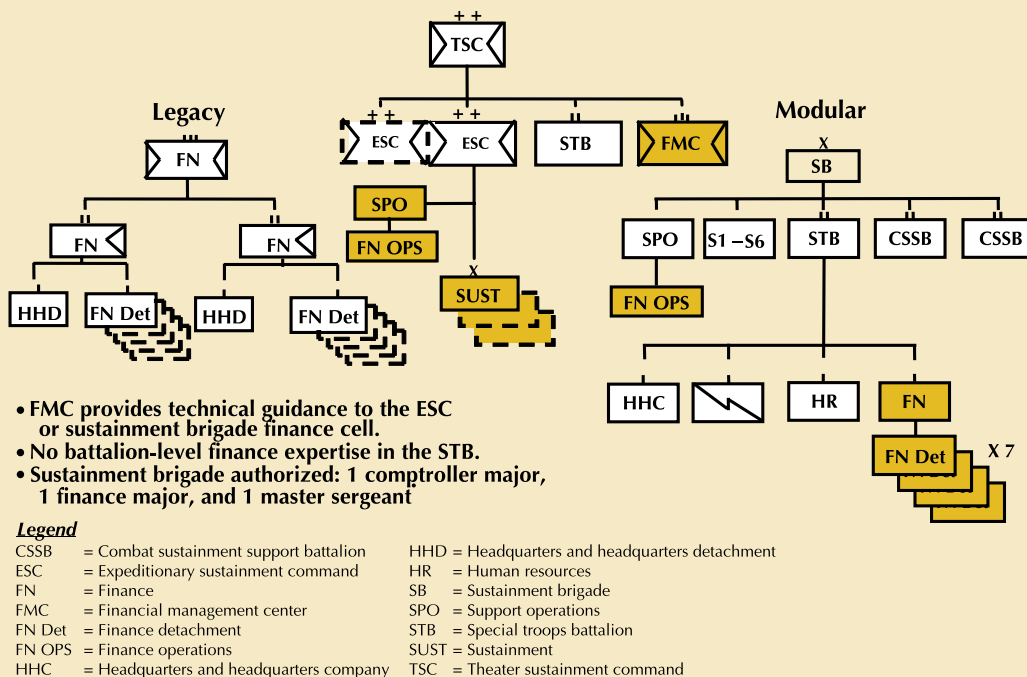 + +
TSC
Legacy
Modular
+ +
ESC
+ +
ESC
STB
FMC
FN
X
SB
FN
FN
SPO
FN OPS
SPO
S1 – S6
STB
CSSB
CSSB
X
SUST
FN OPS
HHD
FN Det
HHD
FN Det
HHC
HR
FN
FN Det
X 7
• FMC provides technical guidance to the ESC
or sustainment brigade finance cell.
• No battalion-level finance expertise in the STB.
• Sustainment brigade authorized: 1 comptroller major,
1 finance major, and 1 master sergeant
Legend
CSSB = Combat sustainment support battalion
ESC = Expeditionary sustainment command
FN = Finance
FMC = Financial management center
FN Det = Finance detachment
FN OPS = Finance operations
HHC = Headquarters and headquarters company
HHD = Headquarters and headquarters detachment
HR = Human resources
SB = Sustainment brigade
SPO = Support operations
STB = Special troops battalion
SUST = Sustainment
TSC = Theater sustainment command